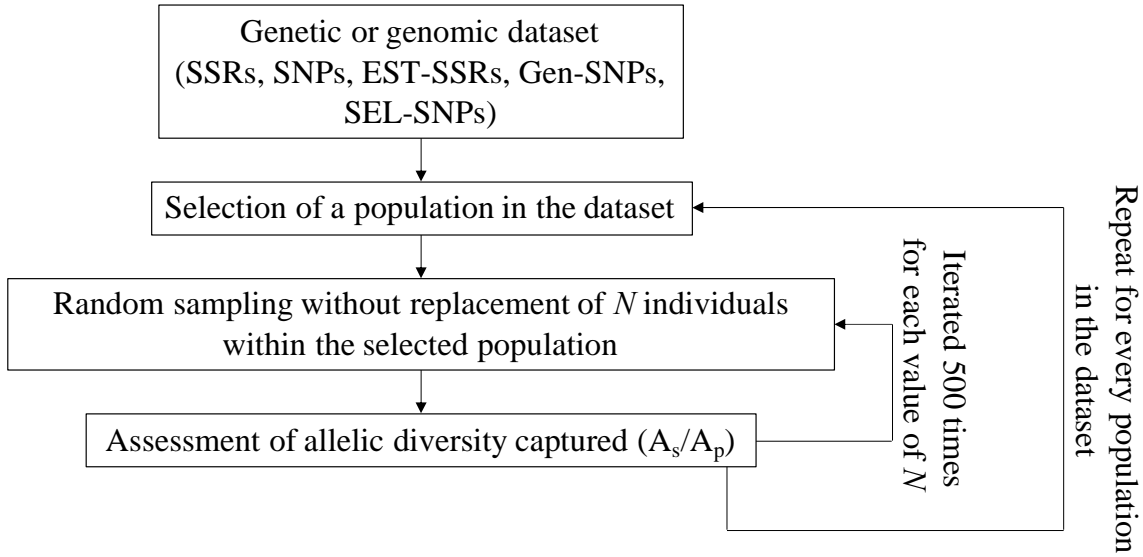 Genetic or genomic dataset
(SSRs, SNPs, EST-SSRs, Gen-SNPs,
SEL-SNPs)
Selection of a population in the dataset
Random sampling without replacement of N individuals
within the selected population
Assessment of allelic diversity captured (Aₛ/Aₚ)
Iterated 500 times
for each value of N
Repeat for every population
in the dataset